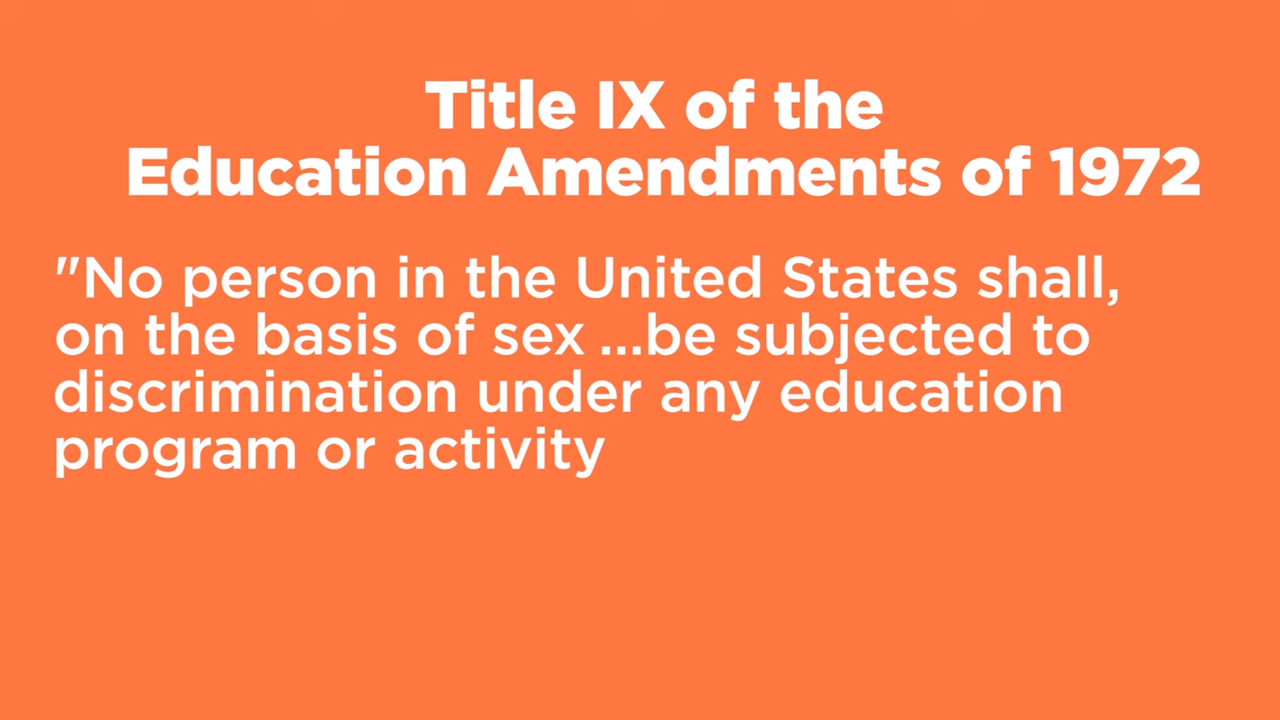 Title IX of the
Education Amendments of 1972
"No person in the United States shall,
on the basis of sex ...be subjected to
discrimination under any education
program or activity